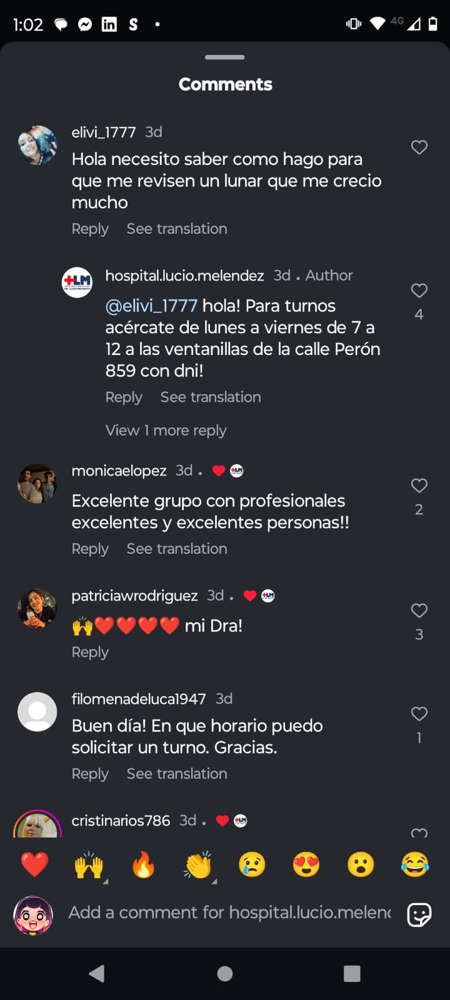 1:02
4G
Comments
elivi_1777 3d
Hola necesito saber como hago para
que me revisen un lunar que me crecio
mucho
Reply See translation
hospital.lucio.melendez 3d . Author
@elivi_1777 hola! Para turnos
acércate de lunes a viernes de 7 a
12 a las ventanillas de la calle Perón
859 con dni!
4
Reply See translation
View 1 more reply
monicaelopez 3d . ❤️
Excelente grupo con profesionales
excelentes y excelentes personas!!
2
Reply See translation
patriciawrodriguez 3d . ❤️
🙌❤️❤️❤️❤️ mi Dra!
3
Reply
filomenadeluca1947 3d
Buen día! En que horario puedo
solicitar un turno. Gracias.
1
Reply See translation
cristinarios786 3d . ❤️
❤️🙌🔥👏😢😍😮😂
Add a comment for hospital.lucio.melen